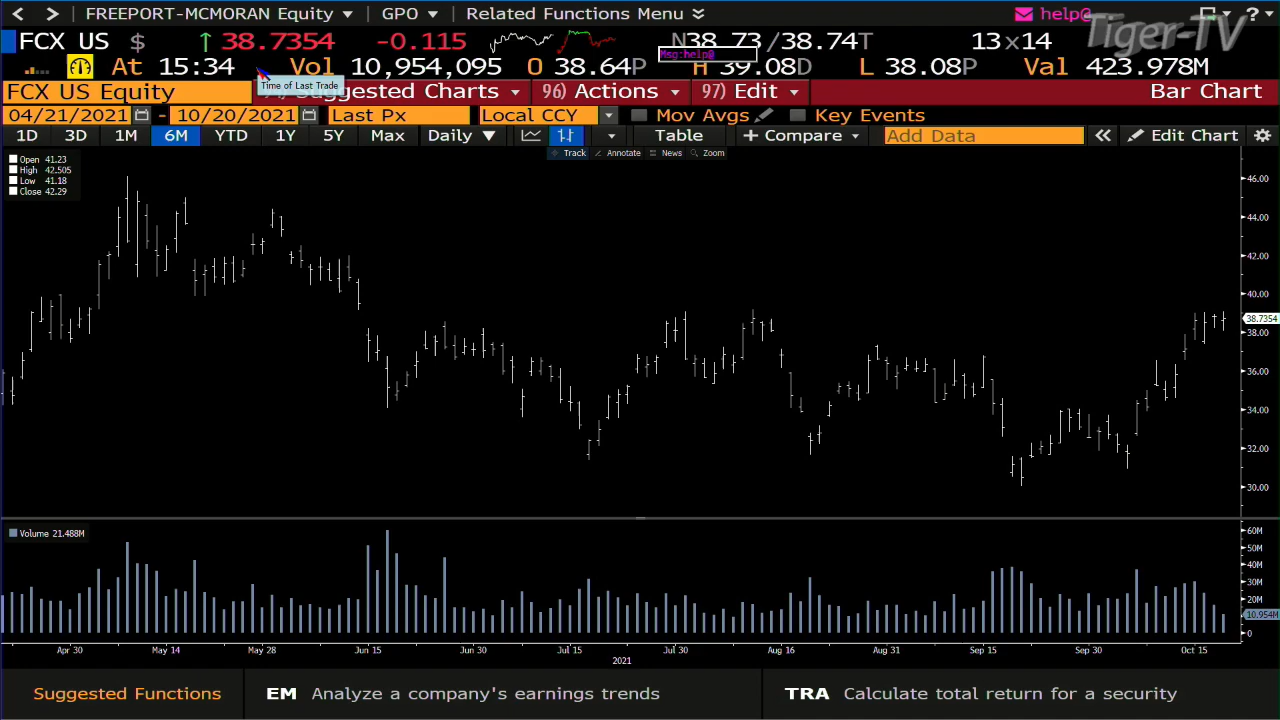 FREEPORT-MCMORAN Equity GPO Related Functions Menu help@ ?
Tiger-TV
FCX US $ ↑ 38.7354 -0.115 N38.73/38.74T 13×14
Msg:help@
At 15:34 Vol 10,954,095 O 38.64P H 39.08D L 38.08P Val 423.978M
Time of Last Trade
FCX US Equity Suggested Charts 96) Actions 97) Edit Bar Chart
04/21/2021 - 10/20/2021 Last Px Local CCY Mov Avgs Key Events
1D 3D 1M 6M YTD 1Y 5Y Max Daily ▼ Table + Compare Add Data « Edit Chart
Track Annotate News Zoom
Open 41.23
High 42.505
Low 41.18
Close 42.29
46.00
44.00
42.00
40.00
38.7354
38.00
36.00
34.00
32.00
30.00
Volume 21.488M
60M
50M
40M
30M
20M
10.954M
0
Apr 30 May 14 May 28 Jun 15 Jun 30 Jul 15 Jul 30 Aug 16 Aug 31 Sep 15 Sep 30 Oct 15
2021
Suggested Functions EM Analyze a company's earnings trends TRA Calculate total return for a security